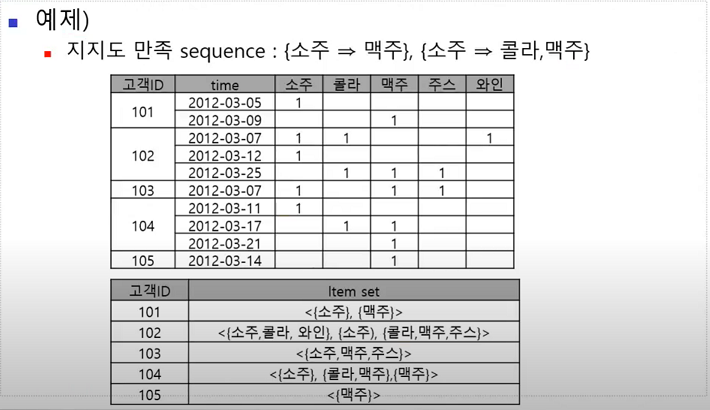 예제)
지지도 만족 sequence : {소주 ⇒ 맥주}, {소주 ⇒ 콜라,맥주}
고객ID time 소주 콜라 맥주 주스 와인
101 2012-03-05 1
2012-03-09 1
102 2012-03-07 1 1 1
2012-03-12 1
2012-03-25 1 1 1
103 2012-03-07 1 1 1
104 2012-03-11 1
2012-03-17 1 1
2012-03-21 1
105 2012-03-14 1
고객ID Item set
101 <{소주}, {맥주}>
102 <{소주,콜라, 와인}, {소주), {콜라,맥주,주스}>
103 <{소주,맥주,주스}>
104 <{소주}, {콜라,맥주},{맥주}>
105 <{맥주}>